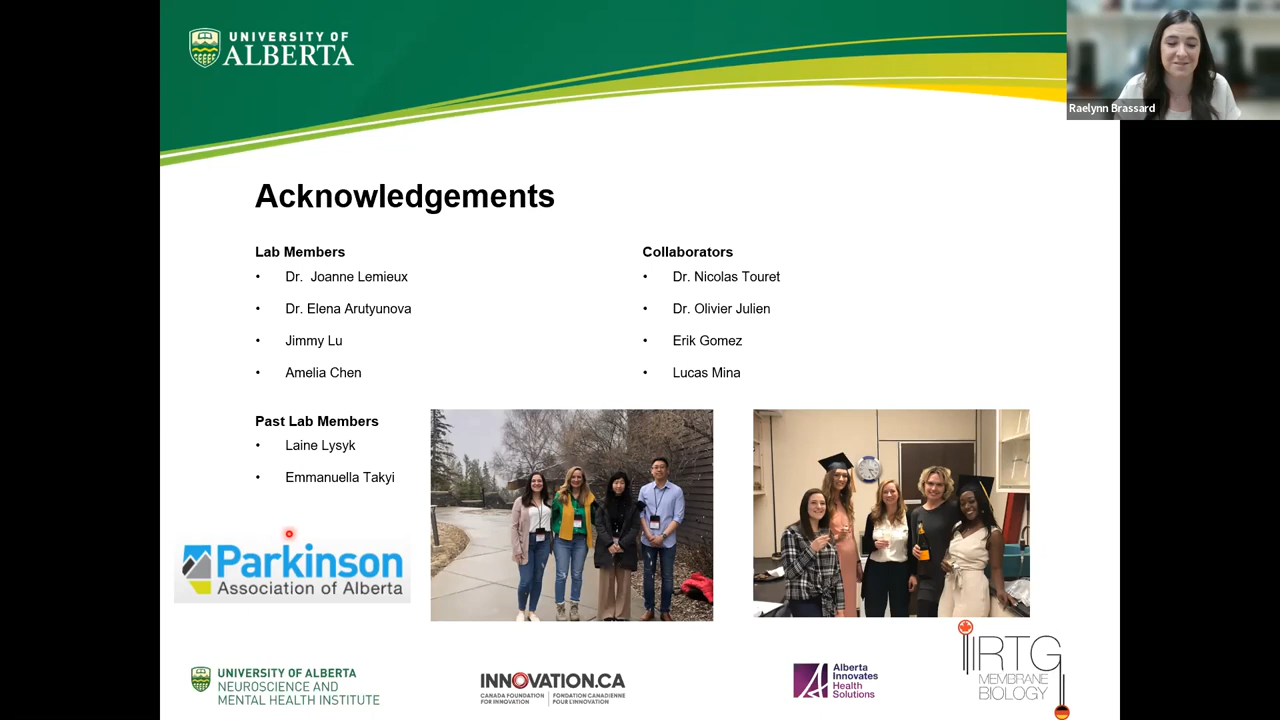 UNIVERSITY OF
ALBERTA
Raelynn Brassard
Acknowledgements
Lab Members
• Dr. Joanne Lemieux
• Dr. Elena Arutyunova
• Jimmy Lu
• Amelia Chen
Collaborators
• Dr. Nicolas Touret
• Dr. Olivier Julien
• Erik Gomez
• Lucas Mina
Past Lab Members
• Laine Lysyk
• Emmanuella Takyi
Parkinson
Association of Alberta
UNIVERSITY OF ALBERTA
NEUROSCIENCE AND
MENTAL HEALTH INSTITUTE
INNOVATION.CA
CANADA FOUNDATION
FOR INNOVATION
FONDATION CANADIENNE
POUR L'INNOVATION
Alberta
Innovates
Health
Solutions
IRTG
MEMBRANE
BIOLOGY